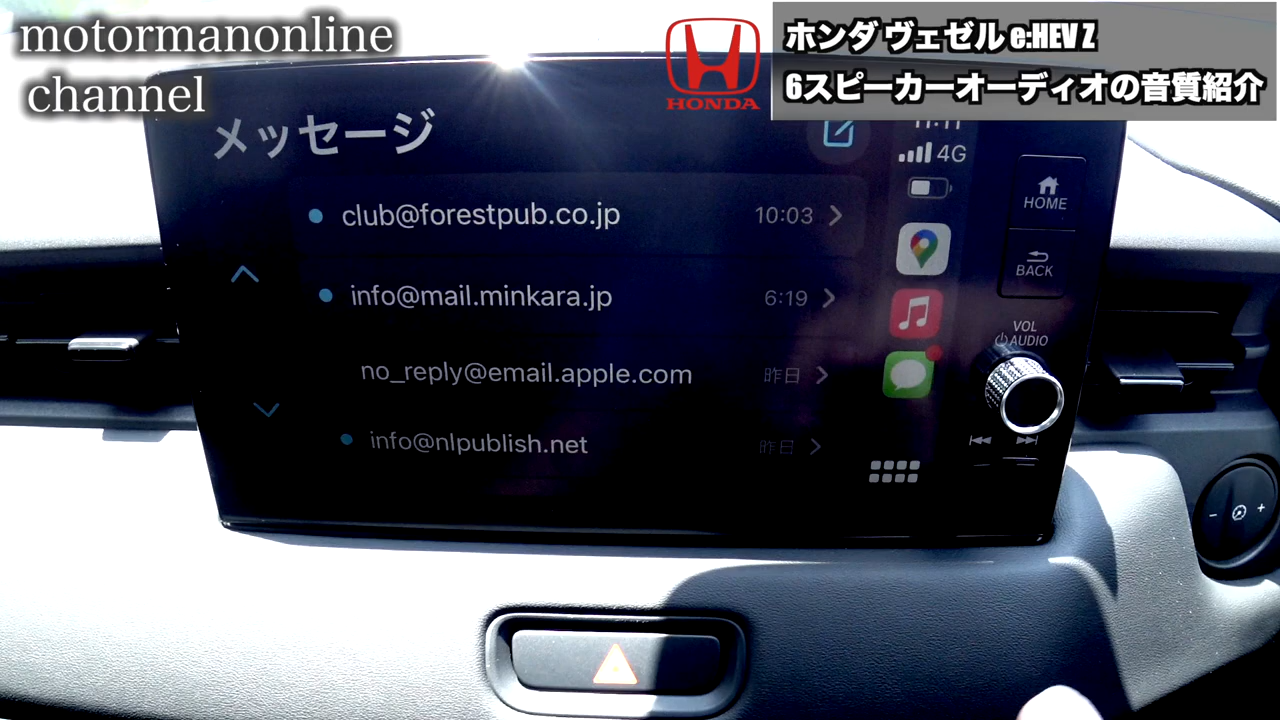 motormanonline
channel
HONDA
ホンダ ヴェゼル e:HEV Z
6スピーカーオーディオの音質紹介
メッセージ
11:11
4G
club@forestpub.co.jp 10:03
info@mail.minkara.jp 6:19
no_reply@email.apple.com 昨日
info@nlpublish.net 昨日
HOME
BACK
VOL
AUDIO
− +